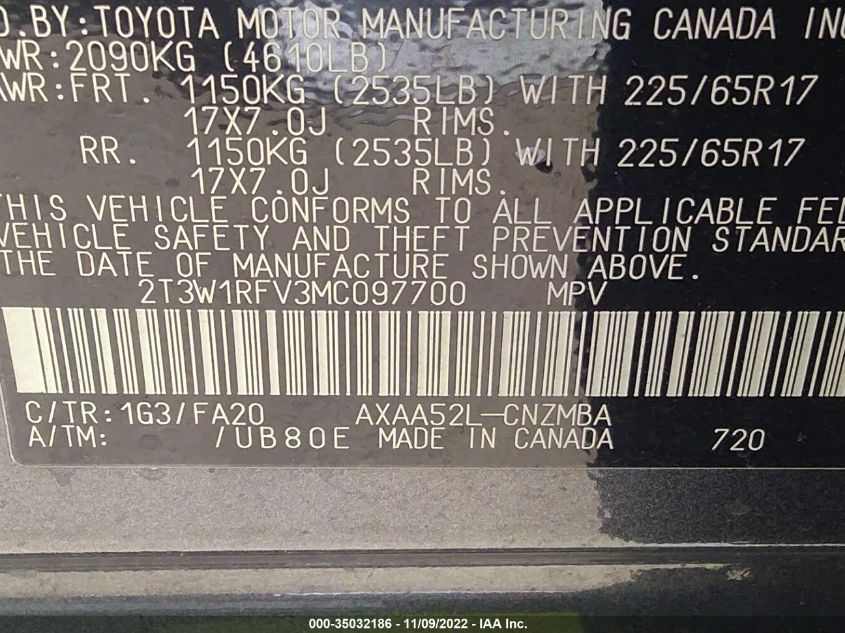 D.BY:TOYOTA MOTOR MANUFACTURING CANADA INC
WR:2090KG (4610LB)
AWR:FRT. 1150KG (2535LB) WITH 225/65R17
17X7.0J RIMS.
RR. 1150KG (2535LB) WITH 225/65R17
17X7.0J RIMS.
THIS VEHICLE CONFORMS TO ALL APPLICABLE FED
VEHICLE SAFETY AND THEFT PREVENTION STANDAR
THE DATE OF MANUFACTURE SHOWN ABOVE.
2T3W1RFV3MC097700 MPV
C/TR:1G3/FA20 AXAA52L-CNZMBA
A/TM: /UB80E MADE IN CANADA 720
000-35032186 - 11/09/2022 - IAA Inc.